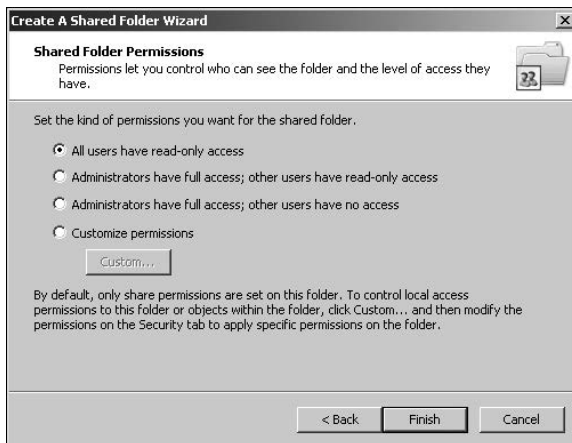 Create A Shared Folder Wizard
Shared Folder Permissions
Permissions let you control who can see the folder and the level of access they
have.
Set the kind of permissions you want for the shared folder.
All users have read-only access
Administrators have full access; other users have read-only access
Administrators have full access; other users have no access
Customize permissions
Custom...
By default, only share permissions are set on this folder. To control local access
permissions to this folder or objects within the folder, click Custom... and then modify the
permissions on the Security tab to apply specific permissions on the folder.
< Back
Finish
Cancel